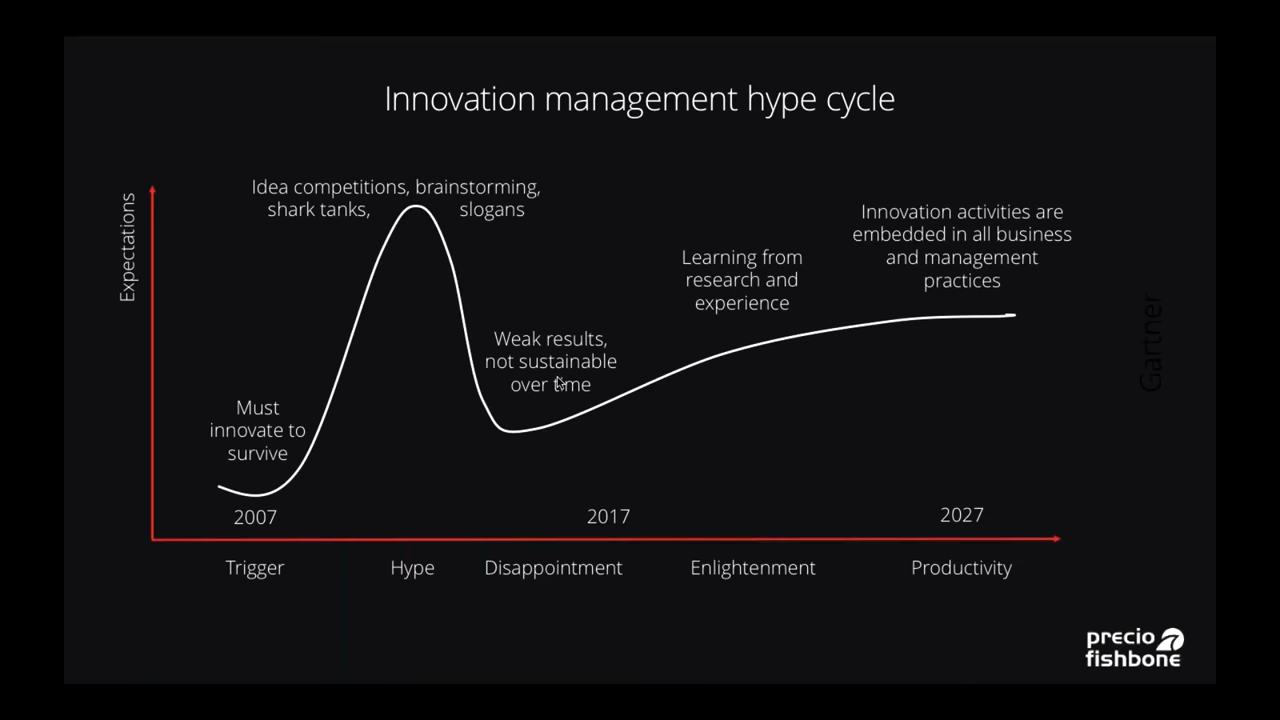 Innovation management hype cycle
Expectations
Idea competitions, brainstorming,
shark tanks, slogans
Innovation activities are
embedded in all business
and management
practices
Learning from
research and
experience
Weak results,
not sustainable
over time
Must
innovate to
survive
Gartner
2007 2017 2027
Trigger Hype Disappointment Enlightenment Productivity
precio
fishbone